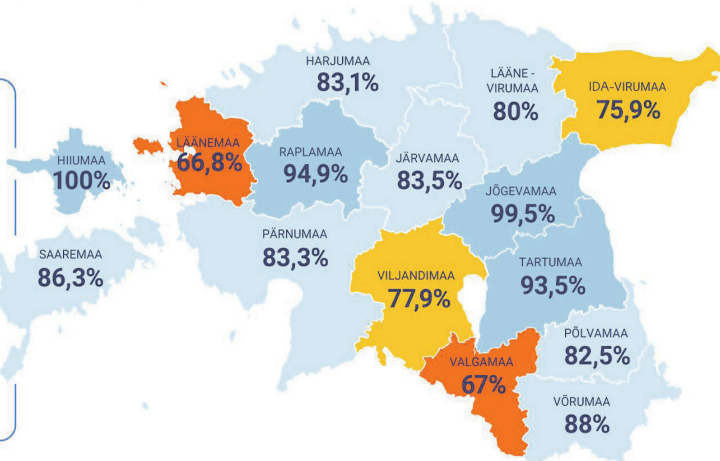 HARJUMAA
83,1%
LÄÄNE -
VIRUMAA
80%
IDA-VIRUMAA
75,9%
LÄÄNEMAA
66,8%
HIIUMAA
100%
RAPLAMAA
94,9%
JÄRVAMAA
83,5%
JÕGEVAMAA
99,5%
PÄRNUMAA
83,3%
SAAREMAA
86,3%
VILJANDIMAA
77,9%
TARTUMAA
93,5%
PÕLVAMAA
82,5%
VALGAMAA
67%
VÕRUMAA
88%